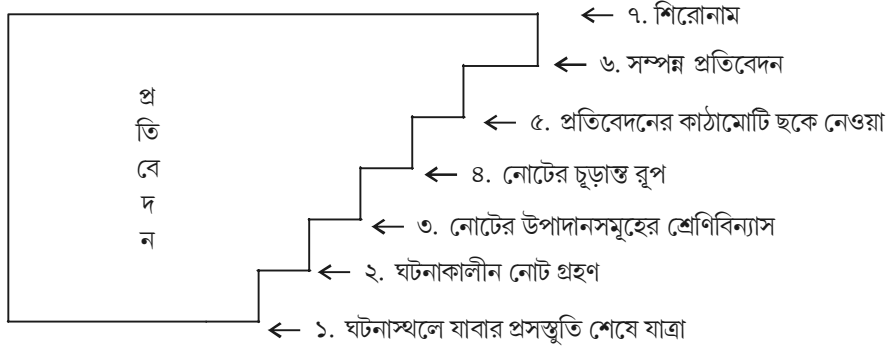 ← ৭. শিরোনাম
← ৬. সম্পন্ন প্রতিবেদন
← ৫. প্রতিবেদনের কাঠামোটি ছকে নেওয়া
← ৪. নোটের চূড়ান্ত রূপ
← ৩. নোটের উপাদানসমূহের শ্রেণিবিন্যাস
← ২. ঘটনাকালীন নোট গ্রহণ
← ১. ঘটনাস্থলে যাবার প্রসস্তুতি শেষে যাত্রা
প্র
তি
বে
দ
ন